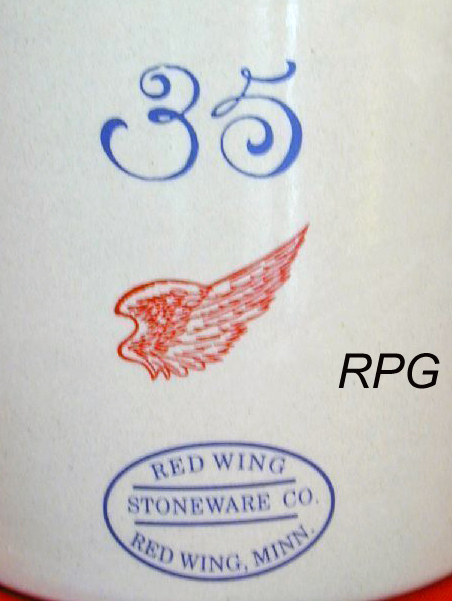 35
RPG
RED WING
STONEWARE CO.
RED WING, MINN.